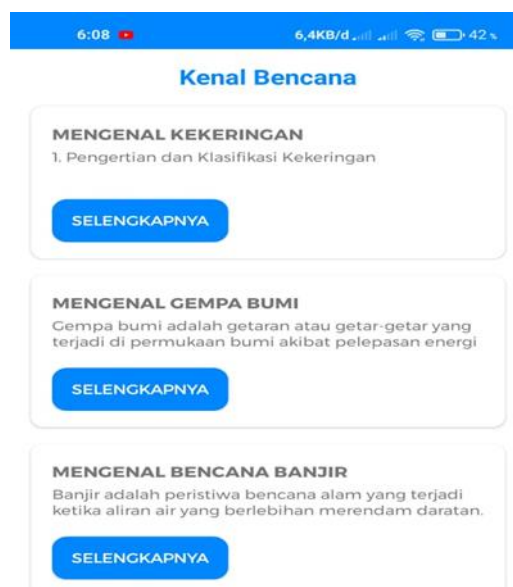 6:08 6,4KB/d 42%
Kenal Bencana
MENGENAL KEKERINGAN
1. Pengertian dan Klasifikasi Kekeringan
SELENGKAPNYA
MENGENAL GEMPA BUMI
Gempa bumi adalah getaran atau getar-getar yang
terjadi di permukaan bumi akibat pelepasan energi
SELENGKAPNYA
MENGENAL BENCANA BANJIR
Banjir adalah peristiwa bencana alam yang terjadi
ketika aliran air yang berlebihan merendam daratan.
SELENGKAPNYA